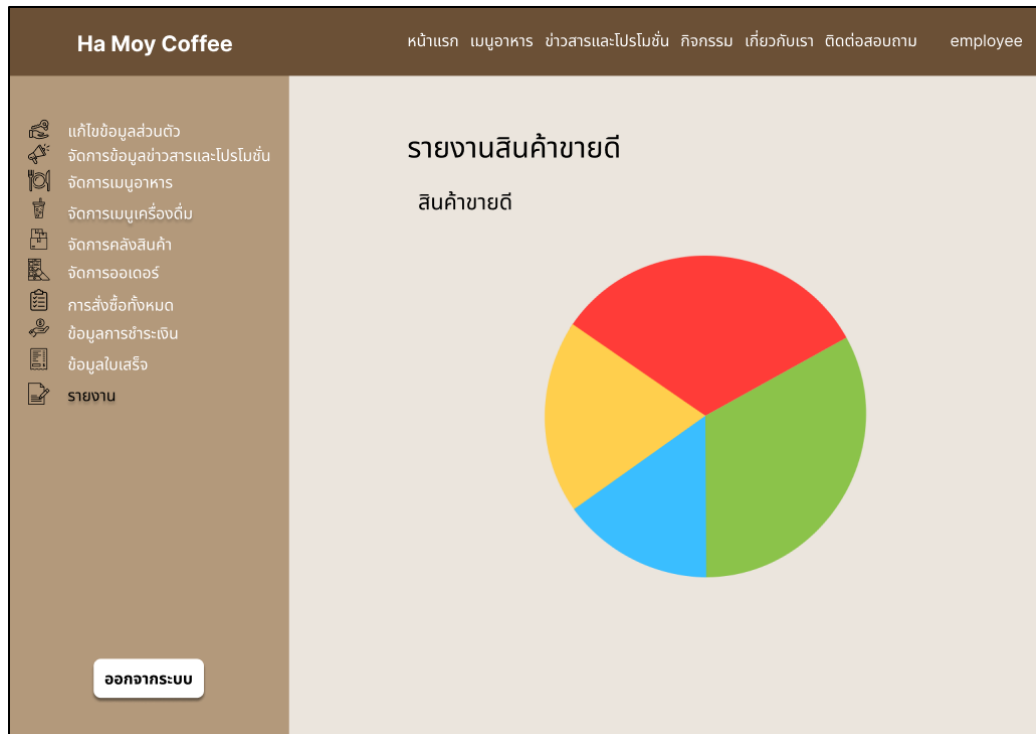 Ha Moy Coffee
หน้าแรก เมนูอาหาร ข่าวสารและโปรโมชั่น กิจกรรม เกี่ยวกับเรา ติดต่อสอบถาม employee
แก้ไขข้อมูลส่วนตัว
จัดการข้อมูลข่าวสารและโปรโมชั่น
จัดการเมนูอาหาร
จัดการเมนูเครื่องดื่ม
จัดการคลังสินค้า
จัดการออเดอร์
การสั่งซื้อทั้งหมด
ข้อมูลการชำระเงิน
ข้อมูลใบเสร็จ
รายงาน
ออกจากระบบ
รายงานสินค้าขายดี
สินค้าขายดี